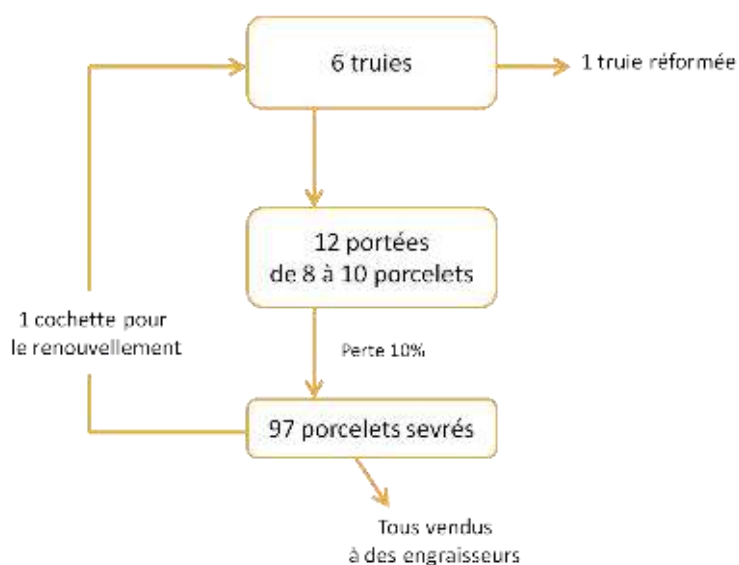 6 truies
1 truie réformée
12 portées
de 8 à 10 porcelets
1 cochette pour
le renouvellement
Perte 10%
97 porcelets sevrés
Tous vendus
à des engraisseurs